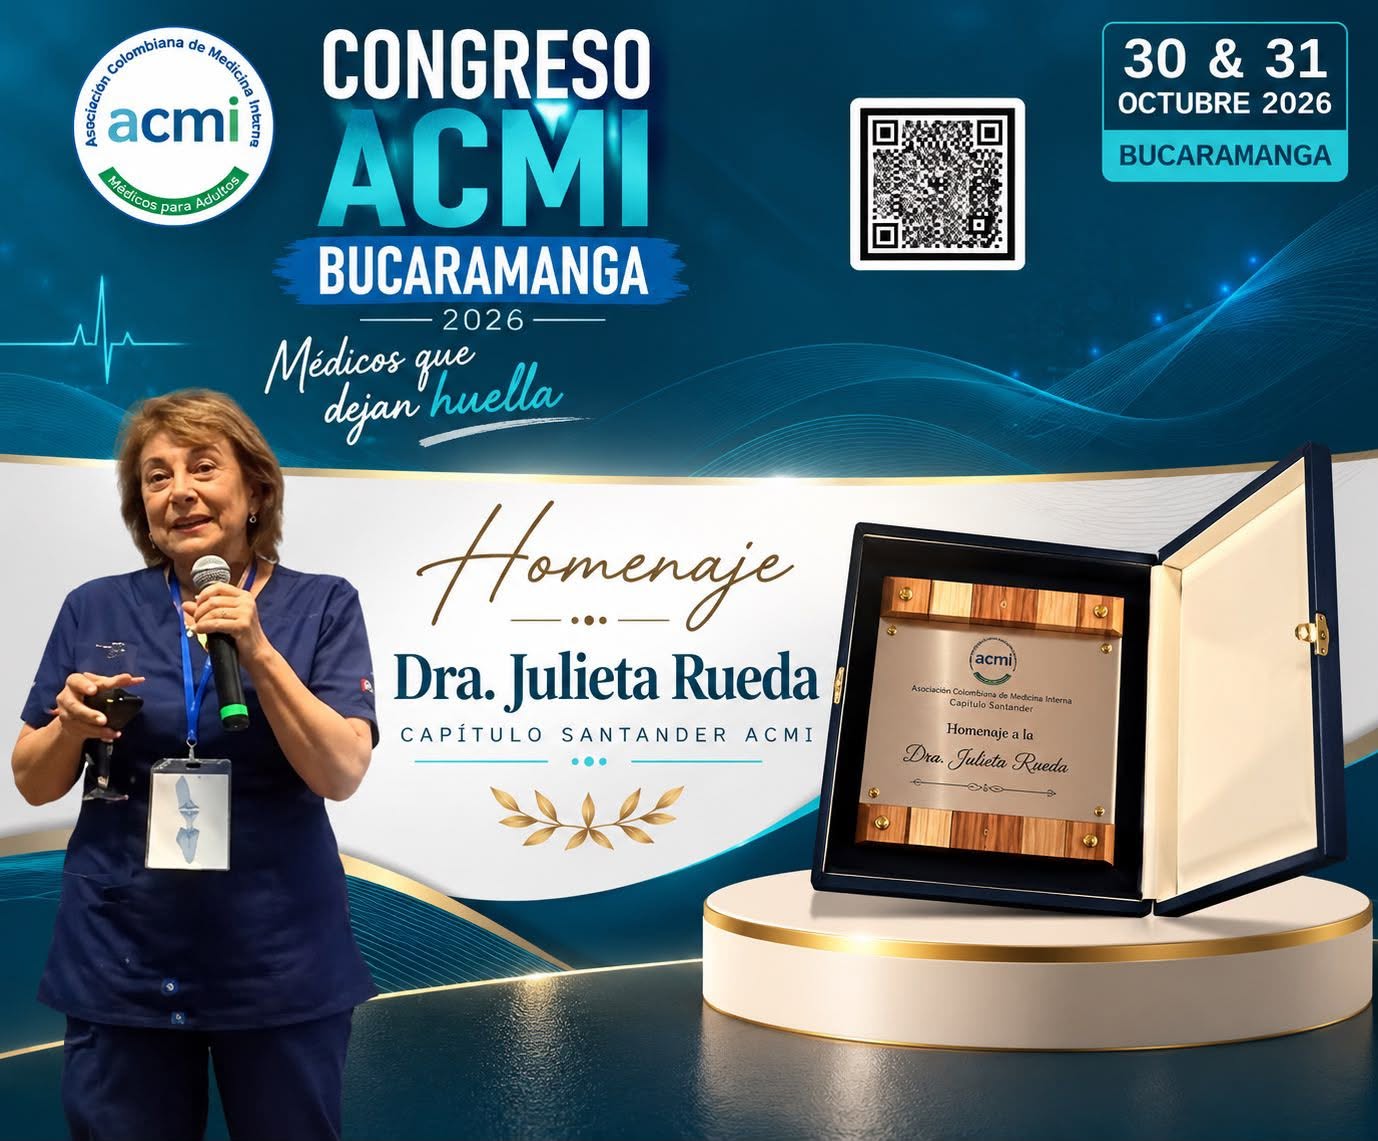 Asociación Colombiana de Medicina Interna
acmi
Médicos para Adultos
CONGRESO
ACMI
BUCARAMANGA
2026
Médicos que
dejan huella
30 & 31
OCTUBRE 2026
BUCARAMANGA
Homenaje
Dra. Julieta Rueda
CAPÍTULO SANTANDER ACMI
acmi
Asociación Colombiana de Medicina Interna
Capítulo Santander
Homenaje a la
Dra. Julieta Rueda